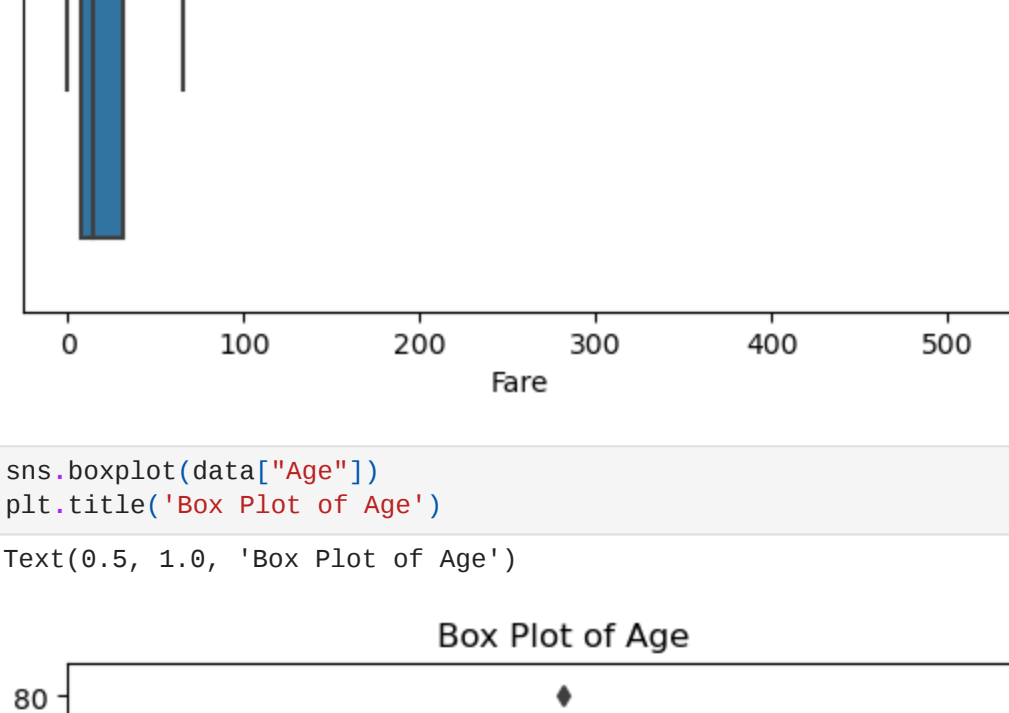 0 100 200 300 400 500
Fare
sns.boxplot(data["Age"])
plt.title('Box Plot of Age')
Text(0.5, 1.0, 'Box Plot of Age')
Box Plot of Age
80